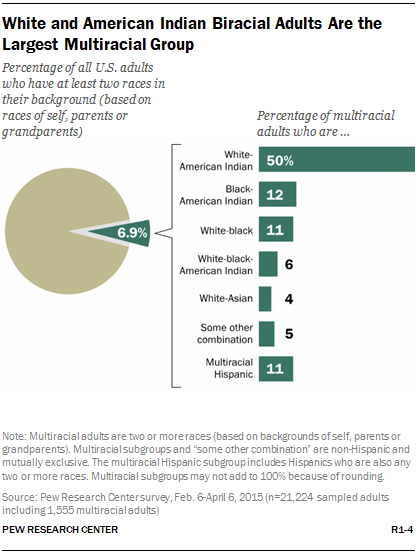 White and American Indian Biracial Adults Are the
Largest Multiracial Group
Percentage of all U.S. adults
who have at least two races in
their background (based on
races of self, parents or
grandparents)
Percentage of multiracial
adults who are ...
6.9%
White-
American Indian
50%
Black-
American Indian
12
White-black
11
White-black-
American Indian
6
White-Asian
4
Some other
combination
5
Multiracial
Hispanic
11
Note: Multiracial adults are two or more races (based on backgrounds of self, parents or
grandparents). Multiracial subgroups and “some other combination” are non-Hispanic and
mutually exclusive. The multiracial Hispanic subgroup includes Hispanics who are also any
two or more races. Multiracial subgroups may not add to 100% because of rounding.
Source: Pew Research Center survey, Feb. 6-April 6, 2015 (n=21,224 sampled adults
including 1,555 multiracial adults)
PEW RESEARCH CENTER
R1-4